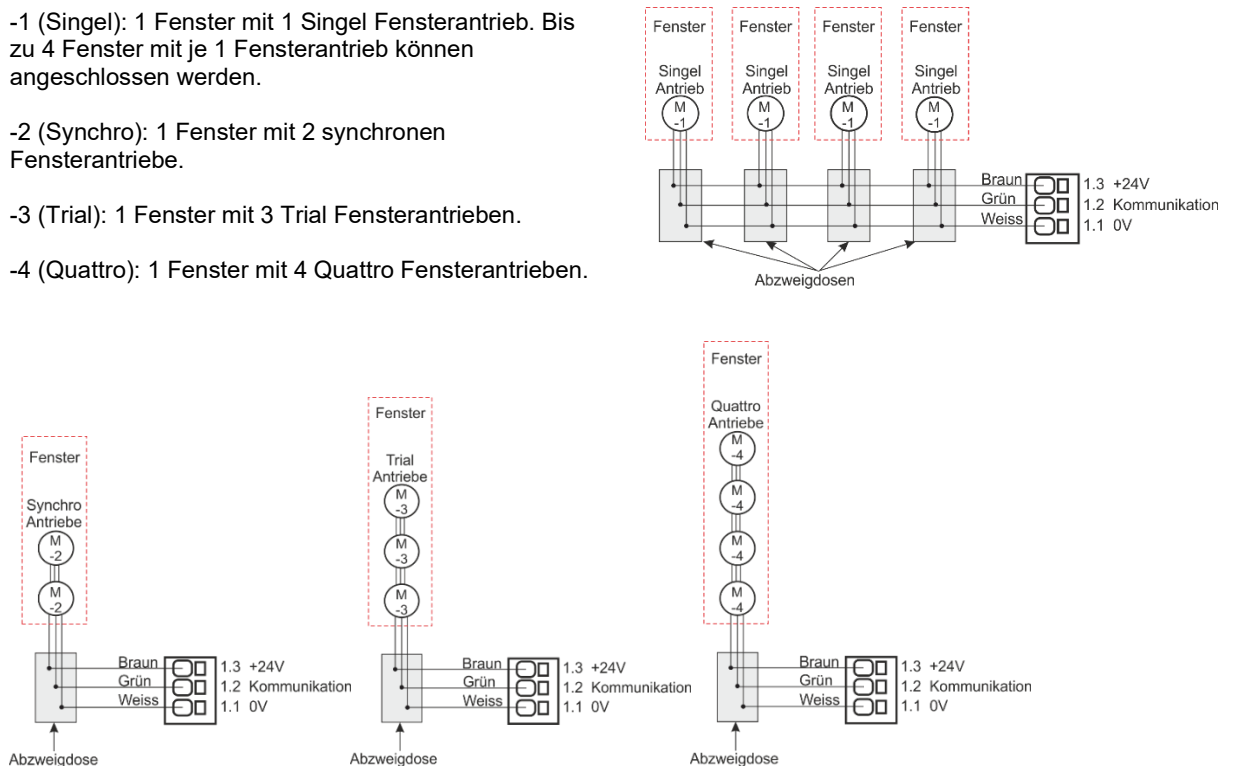 -1 (Singel): 1 Fenster mit 1 Singel Fensterantrieb. Bis
zu 4 Fenster mit je 1 Fensterantrieb können
angeschlossen werden.
-2 (Synchro): 1 Fenster mit 2 synchronen
Fensterantriebe.
-3 (Trial): 1 Fenster mit 3 Trial Fensterantrieben.
-4 (Quattro): 1 Fenster mit 4 Quattro Fensterantrieben.
Fenster Fenster Fenster Fenster
Singel Singel Singel Singel
Antrieb Antrieb Antrieb Antrieb
M M M M
-1 -1 -1 -1
Braun 1.3 +24V
Grün 1.2 Kommunikation
Weiss 1.1 0V
Abzweigdosen
Fenster
Synchro
Antriebe
M
-2
M
-2
Braun 1.3 +24V
Grün 1.2 Kommunikation
Weiss 1.1 0V
Abzweigdose
Fenster
Trial
Antriebe
M
-3
M
-3
M
-3
Braun 1.3 +24V
Grün 1.2 Kommunikation
Weiss 1.1 0V
Abzweigdose
Fenster
Quattro
Antriebe
M
-4
M
-4
M
-4
M
-4
Braun 1.3 +24V
Grün 1.2 Kommunikation
Weiss 1.1 0V
Abzweigdose